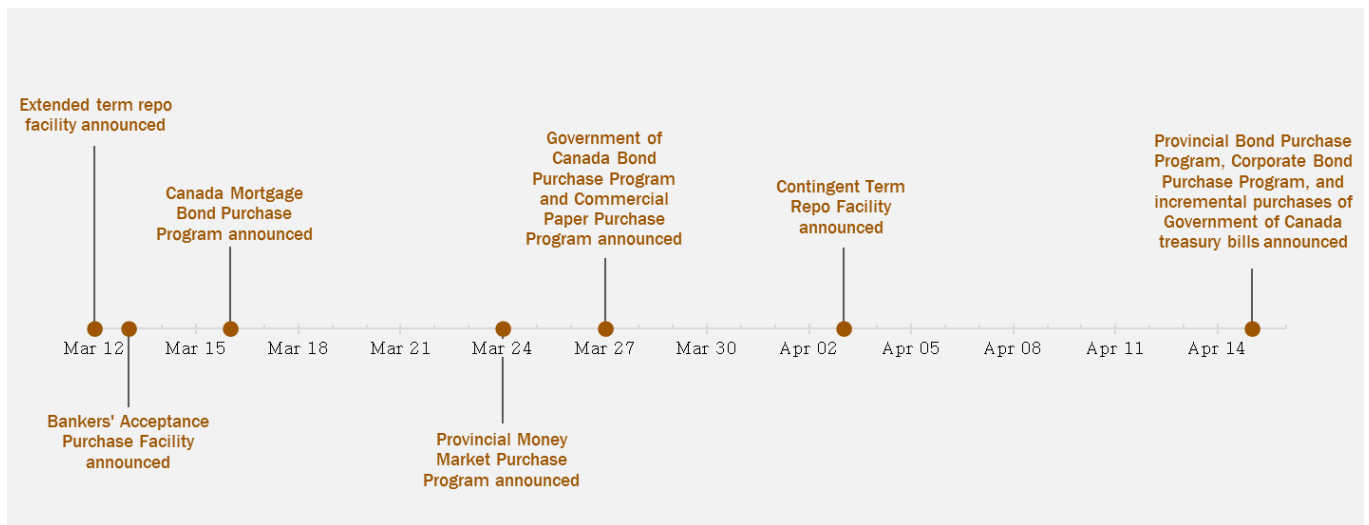 Extended term repo
facility announced
Canada Mortgage
Bond Purchase
Program announced
Government of
Canada Bond
Purchase Program
and Commercial
Paper Purchase
Program announced
Contingent Term
Repo Facility
announced
Provincial Bond Purchase
Program, Corporate Bond
Purchase Program, and
incremental purchases of
Government of Canada
treasury bills announced
Mar 12 Mar 15 Mar 18 Mar 21 Mar 24 Mar 27 Mar 30 Apr 02 Apr 05 Apr 08 Apr 11 Apr 14
Bankers' Acceptance
Purchase Facility
announced
Provincial Money
Market Purchase
Program announced